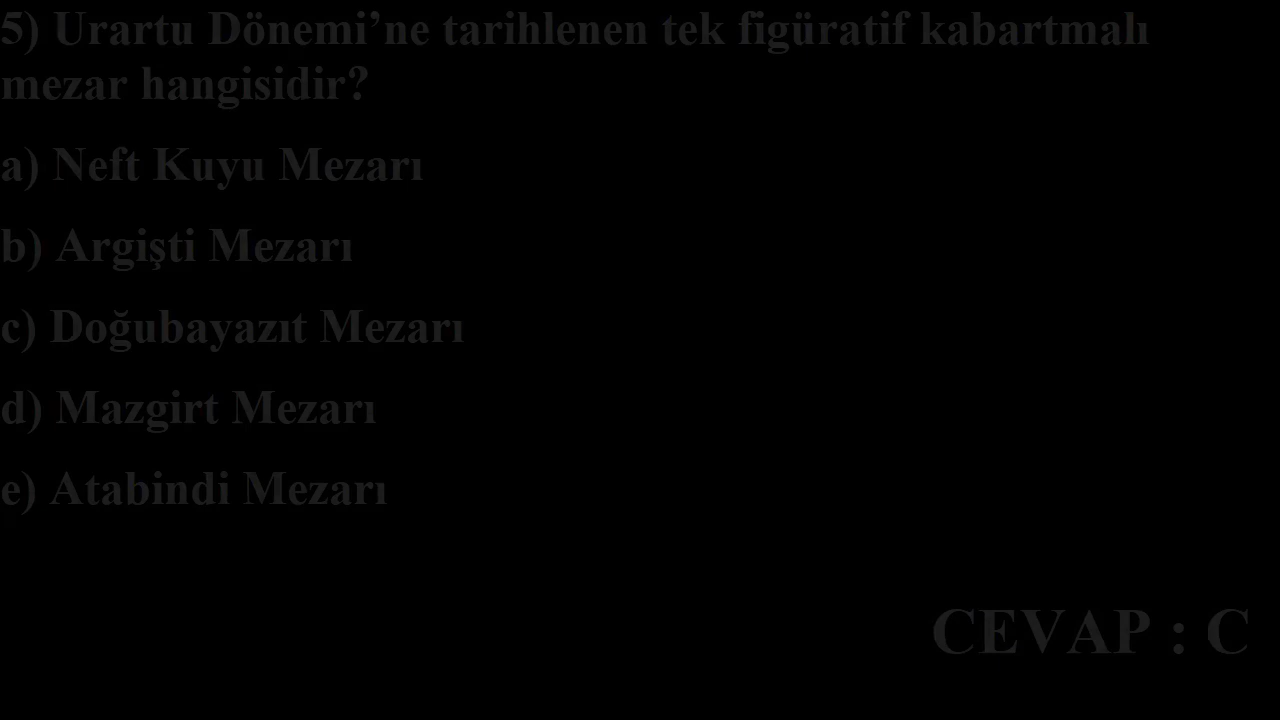 5) Urartu Dönemi’ne tarihlenen tek figüratif kabartmalı
mezar hangisidir?
a) Neft Kuyu Mezarı
b) Argişti Mezarı
c) Doğubayazıt Mezarı
d) Mazgirt Mezarı
e) Atabindi Mezarı
CEVAP : C